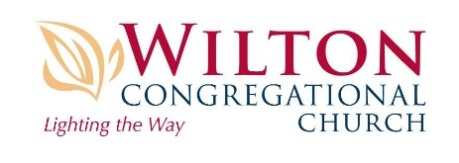 WILTON
CONGREGATIONAL
Lighting the Way CHURCH